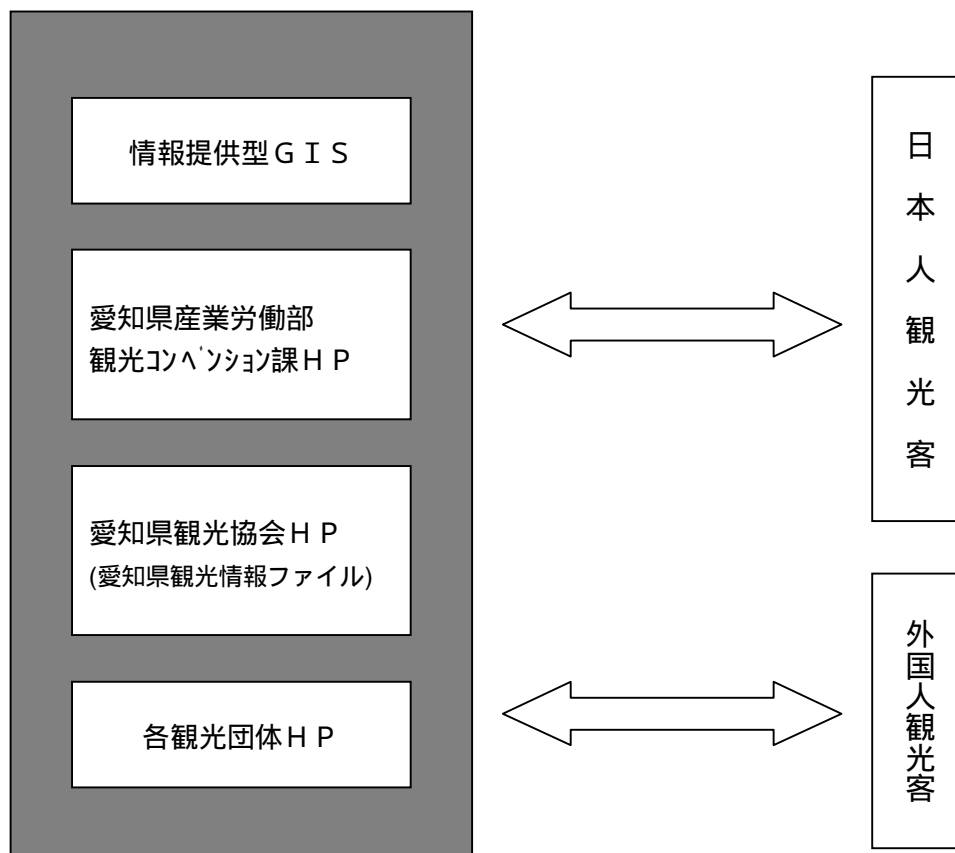 情報提供型ＧＩＳ
愛知県産業労働部
観光ｺﾝﾍﾞﾝｼｮﾝ課ＨＰ
愛知県観光協会ＨＰ
(愛知県観光情報ファイル)
各観光団体ＨＰ
日本人観光客
外国人観光客